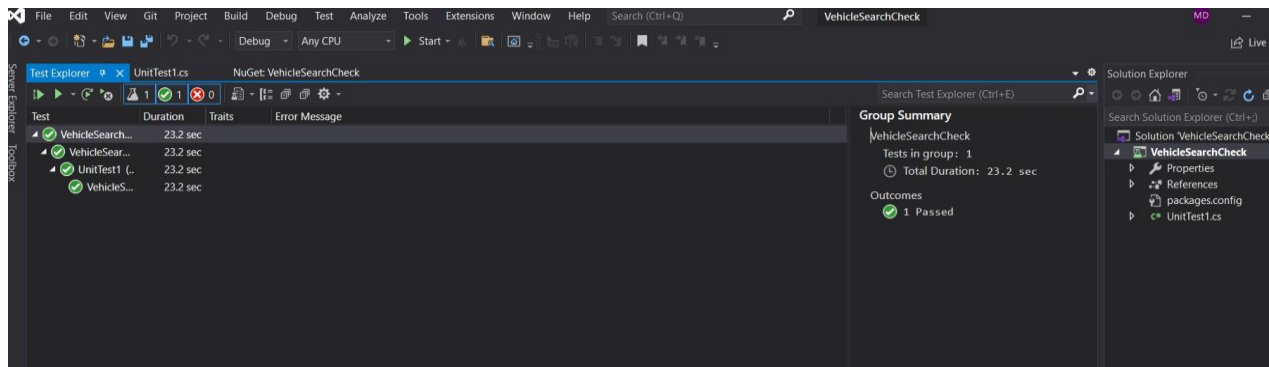 File Edit View Git Project Build Debug Test Analyze Tools Extensions Window Help Search (Ctrl+Q) VehicleSearchCheck MD
Debug Any CPU Start Live
Server Explorer
Toolbox
Test Explorer UnitTest1.cs NuGet: VehicleSearchCheck
1 1 0 Search Test Explorer (Ctrl+E)
Test Duration Traits Error Message
VehicleSearch... 23.2 sec
VehicleSear... 23.2 sec
UnitTest1 (.. 23.2 sec
VehicleS... 23.2 sec
Group Summary
VehicleSearchCheck
Tests in group: 1
Total Duration: 23.2 sec
Outcomes
1 Passed
Solution Explorer
Search Solution Explorer (Ctrl+;)
Solution 'VehicleSearchCheck
VehicleSearchCheck
Properties
References
packages.config
C# UnitTest1.cs